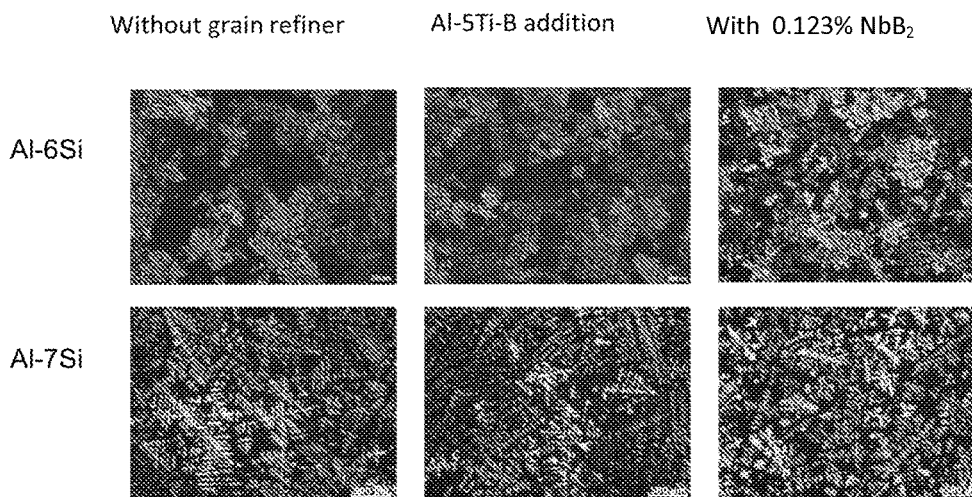 Without grain refiner Al-5Ti-B addition With 0.123% NbB₂
Al-6Si
Al-7Si